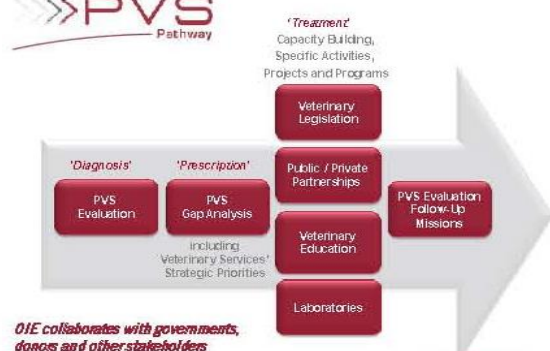 PVS
Pathway
'Treatment'
Capacity Building,
Specific Activities,
Projects and Programs
Veterinary
Legislation
'Diagnosis'
PVS
Evaluation
'Prescription'
PVS
Gap Analysis
including
Veterinary Services'
Strategic Priorities
Public / Private
Partnerships
Veterinary
Education
Laboratories
PVS Evaluation
Follow-Up
Missions
OIE collaborates with governments,
donors and other stakeholders